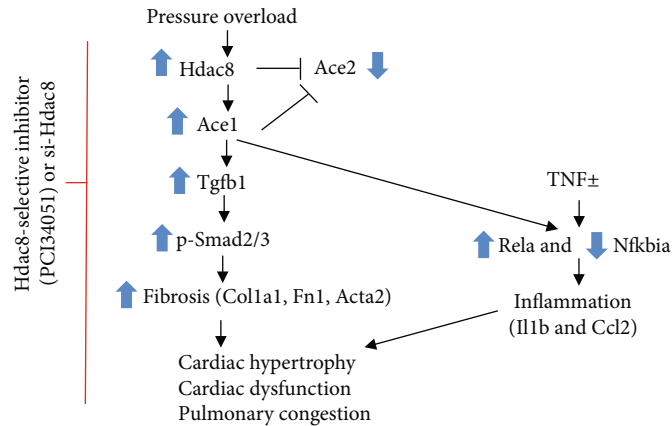 Pressure overload
Hdac8
Ace2
Ace1
Tgfb1
TNF±
p-Smad2/3
Rela and
Nfkbia
Fibrosis (Col1a1, Fn1, Acta2)
Inflammation
(Il1b and Ccl2)
Cardiac hypertrophy
Cardiac dysfunction
Pulmonary congestion
Hdac8-selective inhibitor
(PCI34051) or si-Hdac8